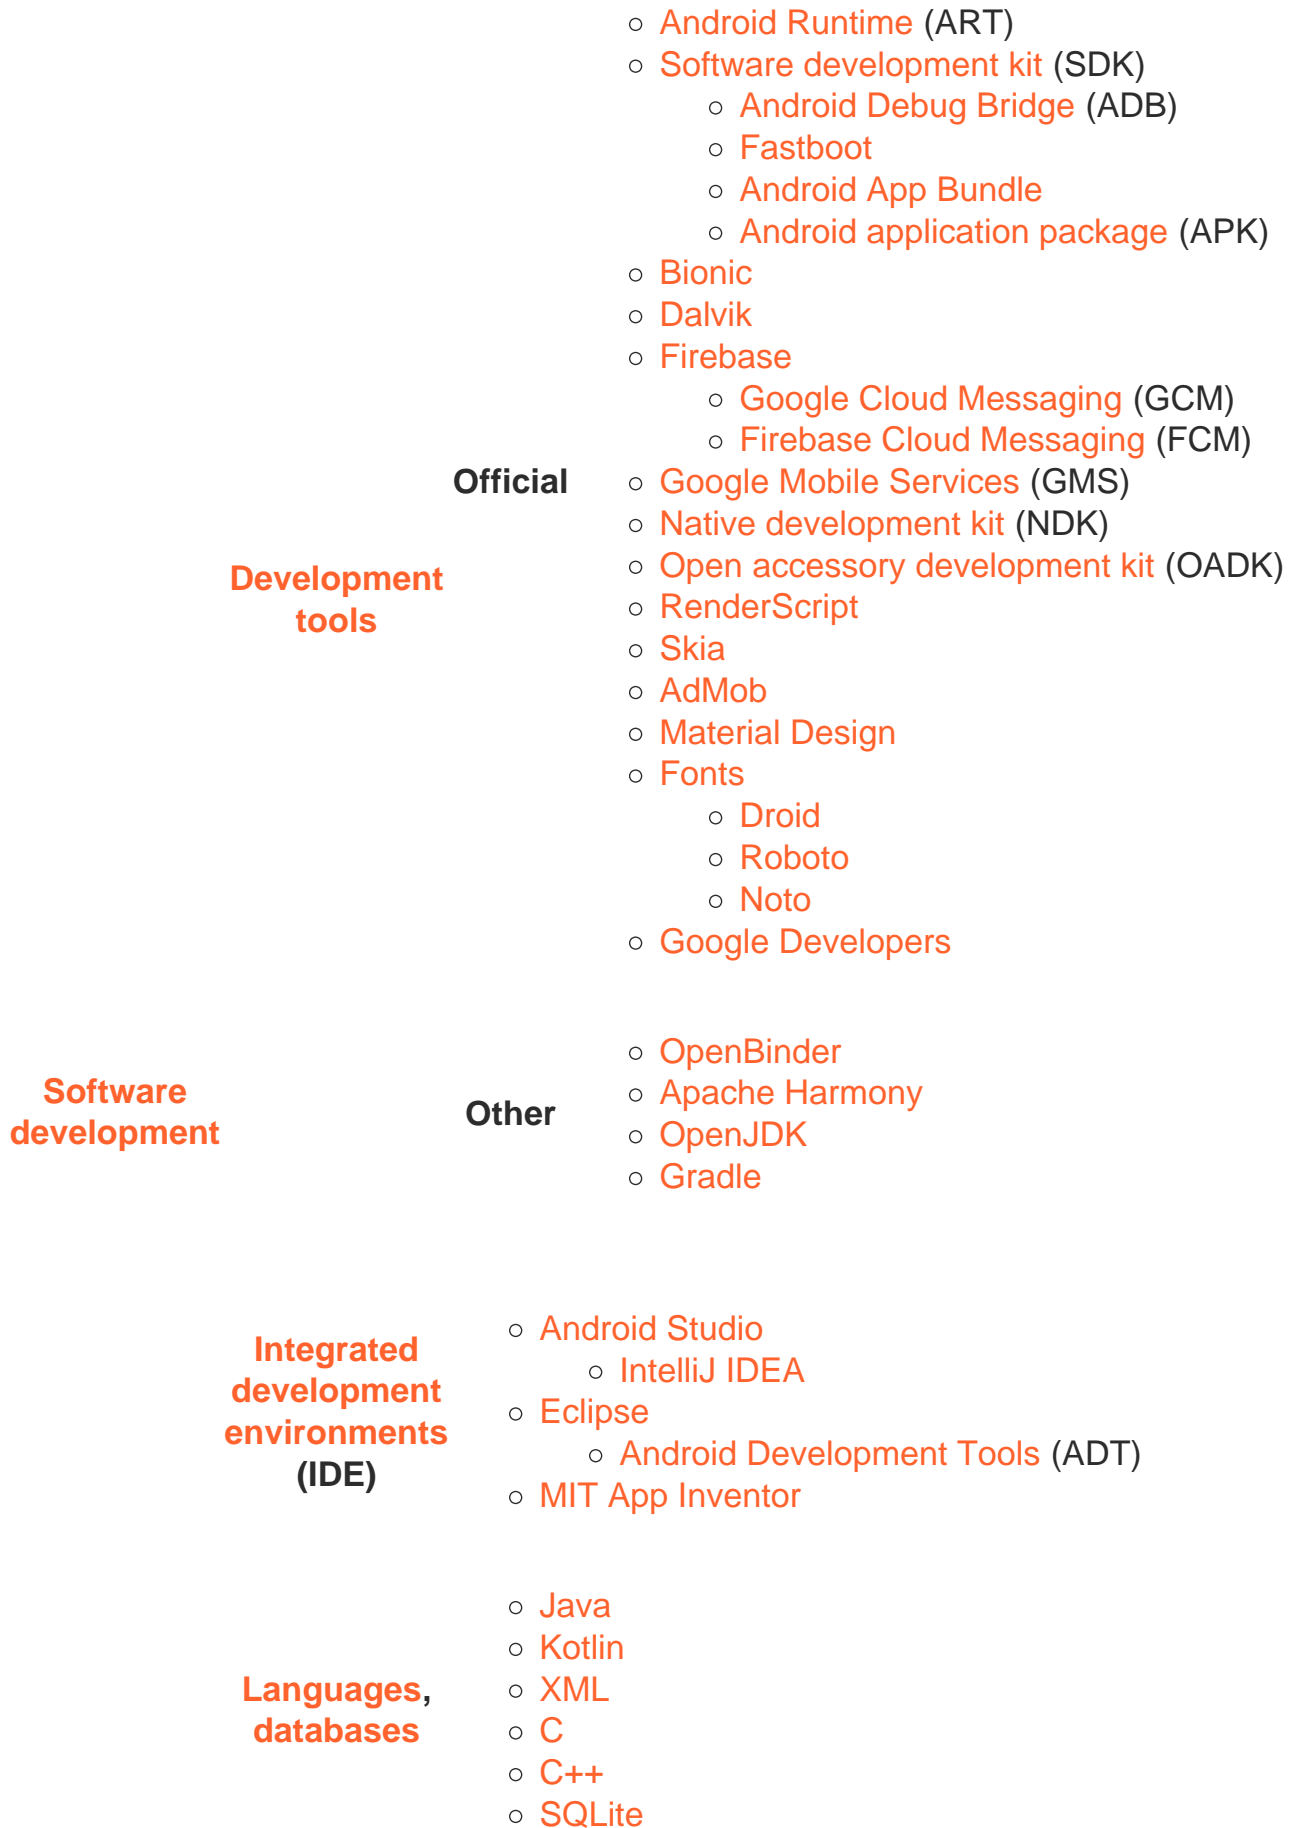 Software
development
Development
tools
Official
Android Runtime (ART)
Software development kit (SDK)
Android Debug Bridge (ADB)
Fastboot
Android App Bundle
Android application package (APK)
Bionic
Dalvik
Firebase
Google Cloud Messaging (GCM)
Firebase Cloud Messaging (FCM)
Google Mobile Services (GMS)
Native development kit (NDK)
Open accessory development kit (OADK)
RenderScript
Skia
AdMob
Material Design
Fonts
Droid
Roboto
Noto
Google Developers
Other
OpenBinder
Apache Harmony
OpenJDK
Gradle
Integrated
development
environments
(IDE)
Android Studio
IntelliJ IDEA
Eclipse
Android Development Tools (ADT)
MIT App Inventor
Languages,
databases
Java
Kotlin
XML
C
C++
SQLite